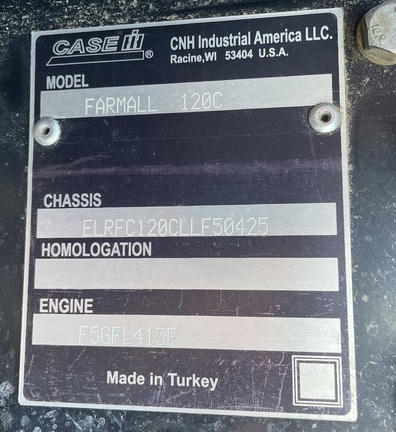 CASE IH ®
CNH Industrial America LLC.
Racine,WI 53404 U.S.A.
MODEL
FARMALL 120C
CHASSIS
ELRFC120CLLF50425
HOMOLOGATION
ENGINE
F5GFL413F
Made in Turkey